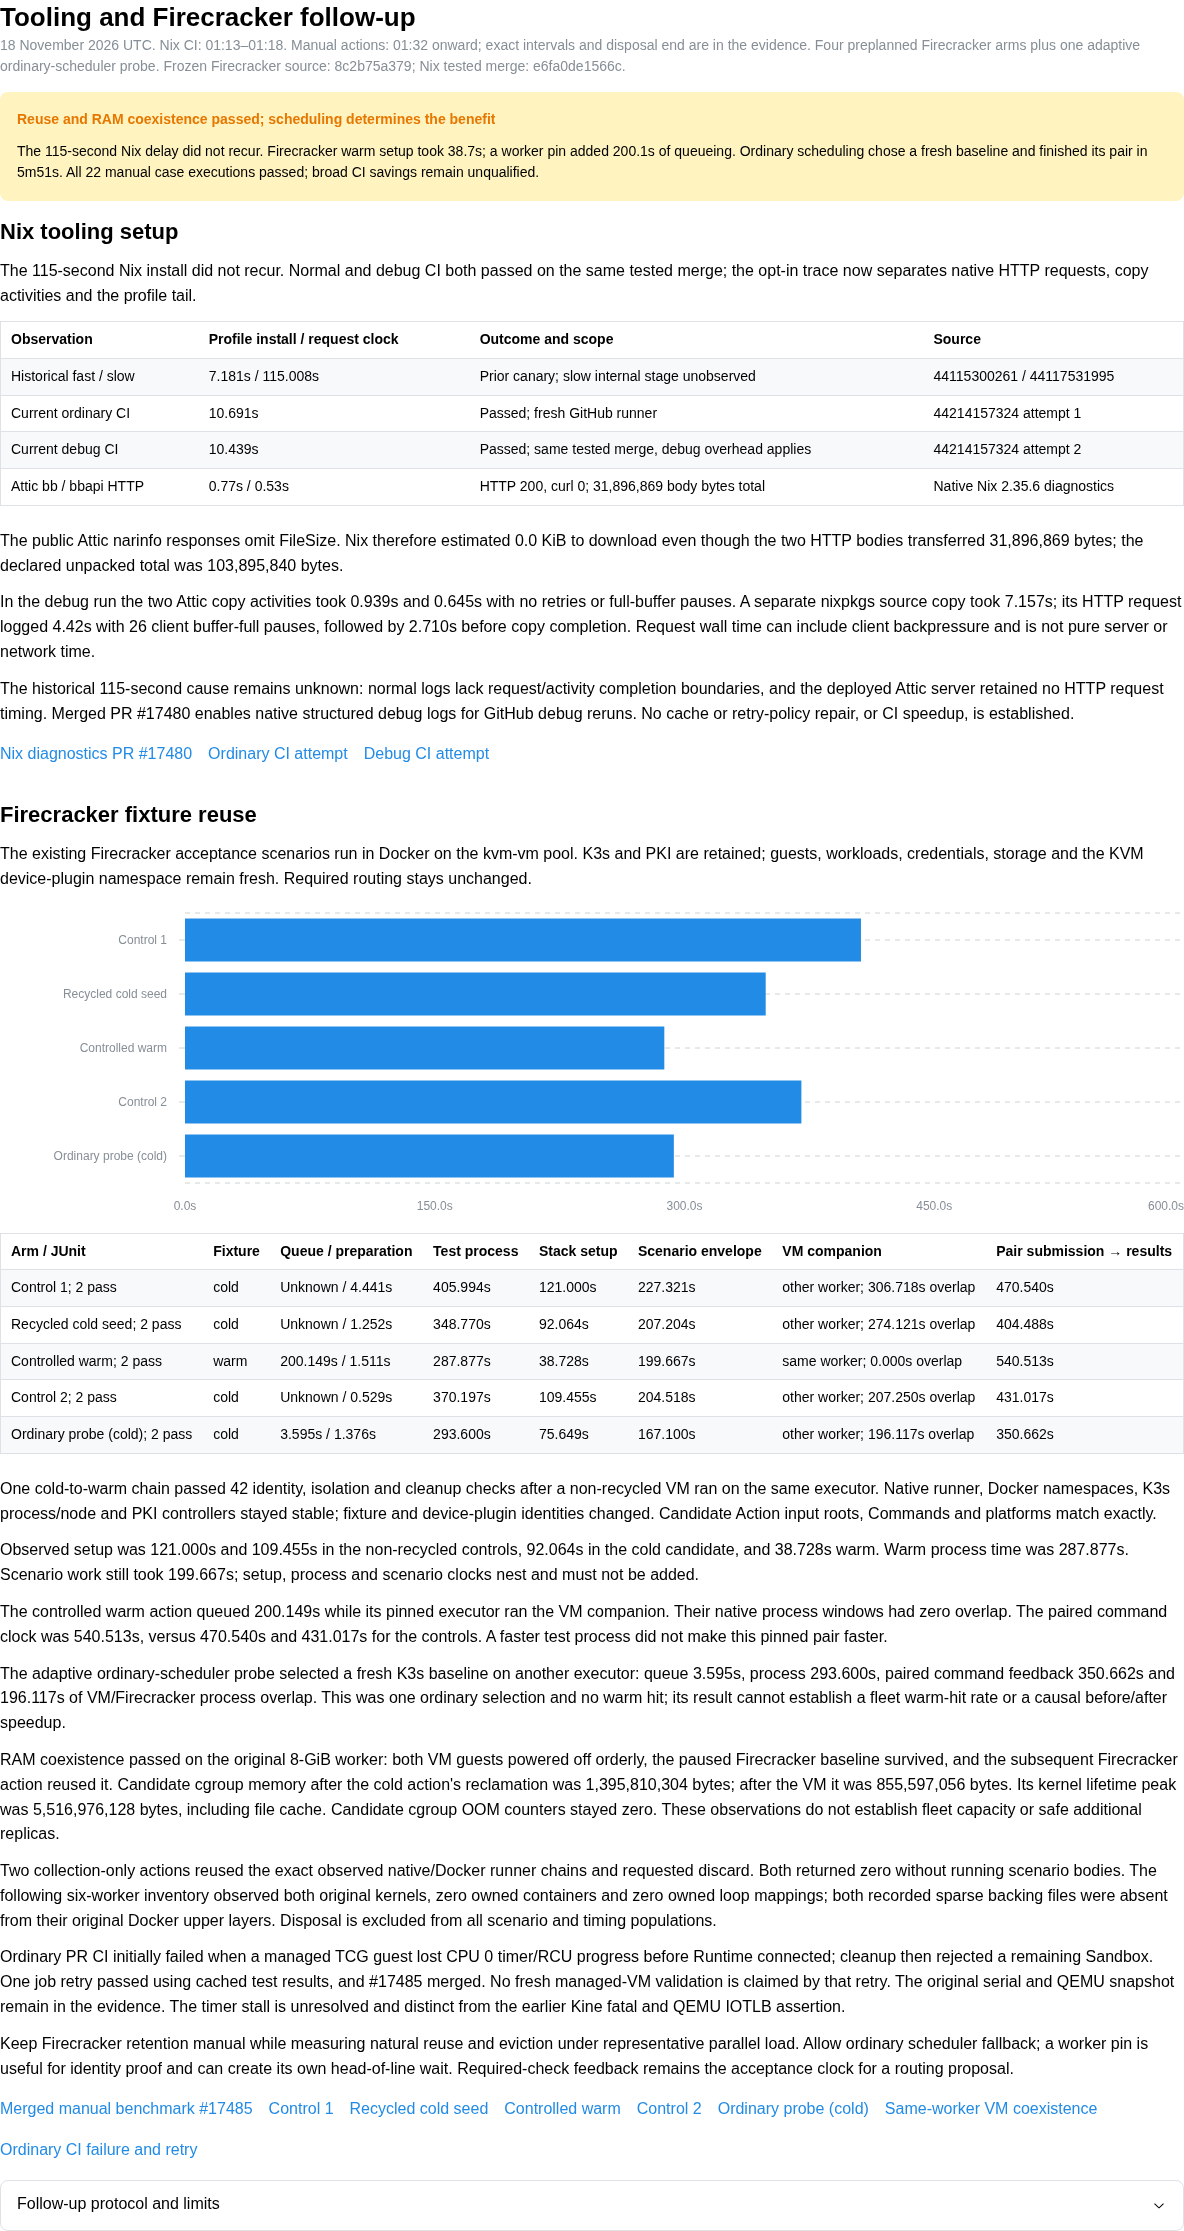 Tooling and Firecracker follow-up
18 November 2026 UTC. Nix CI: 01:13–01:18. Manual actions: 01:32 onward; exact intervals and disposal end are in the evidence. Four preplanned Firecracker arms plus one adaptive
ordinary-scheduler probe. Frozen Firecracker source: 8c2b75a379; Nix tested merge: e6fa0de1566c.
Reuse and RAM coexistence passed; scheduling determines the benefit
The 115-second Nix delay did not recur. Firecracker warm setup took 38.7s; a worker pin added 200.1s of queueing. Ordinary scheduling chose a fresh baseline and finished its pair in
5m51s. All 22 manual case executions passed; broad CI savings remain unqualified.
Nix tooling setup
The 115-second Nix install did not recur. Normal and debug CI both passed on the same tested merge; the opt-in trace now separates native HTTP requests, copy
activities and the profile tail.
Observation Profile install / request clock Outcome and scope Source
Historical fast / slow 7.181s / 115.008s Prior canary; slow internal stage unobserved 44115300261 / 44117531995
Current ordinary CI 10.691s Passed; fresh GitHub runner 44214157324 attempt 1
Current debug CI 10.439s Passed; same tested merge, debug overhead applies 44214157324 attempt 2
Attic bb / bbapi HTTP 0.77s / 0.53s HTTP 200, curl 0; 31,896,869 body bytes total Native Nix 2.35.6 diagnostics
The public Attic narinfo responses omit FileSize. Nix therefore estimated 0.0 KiB to download even though the two HTTP bodies transferred 31,896,869 bytes; the
declared unpacked total was 103,895,840 bytes.
In the debug run the two Attic copy activities took 0.939s and 0.645s with no retries or full-buffer pauses. A separate nixpkgs source copy took 7.157s; its HTTP request
logged 4.42s with 26 client buffer-full pauses, followed by 2.710s before copy completion. Request wall time can include client backpressure and is not pure server or
network time.
The historical 115-second cause remains unknown: normal logs lack request/activity completion boundaries, and the deployed Attic server retained no HTTP request
timing. Merged PR #17480 enables native structured debug logs for GitHub debug reruns. No cache or retry-policy repair, or CI speedup, is established.
Nix diagnostics PR #17480 Ordinary CI attempt Debug CI attempt
Firecracker fixture reuse
The existing Firecracker acceptance scenarios run in Docker on the kvm-vm pool. K3s and PKI are retained; guests, workloads, credentials, storage and the KVM
device-plugin namespace remain fresh. Required routing stays unchanged.
Control 1
Recycled cold seed
Controlled warm
Control 2
Ordinary probe (cold)
0.0s 150.0s 300.0s 450.0s 600.0s
Arm / JUnit Fixture Queue / preparation Test process Stack setup Scenario envelope VM companion Pair submission → results
Control 1; 2 pass cold Unknown / 4.441s 405.994s 121.000s 227.321s other worker; 306.718s overlap 470.540s
Recycled cold seed; 2 pass cold Unknown / 1.252s 348.770s 92.064s 207.204s other worker; 274.121s overlap 404.488s
Controlled warm; 2 pass warm 200.149s / 1.511s 287.877s 38.728s 199.667s same worker; 0.000s overlap 540.513s
Control 2; 2 pass cold Unknown / 0.529s 370.197s 109.455s 204.518s other worker; 207.250s overlap 431.017s
Ordinary probe (cold); 2 pass cold 3.595s / 1.376s 293.600s 75.649s 167.100s other worker; 196.117s overlap 350.662s
One cold-to-warm chain passed 42 identity, isolation and cleanup checks after a non-recycled VM ran on the same executor. Native runner, Docker namespaces, K3s
process/node and PKI controllers stayed stable; fixture and device-plugin identities changed. Candidate Action input roots, Commands and platforms match exactly.
Observed setup was 121.000s and 109.455s in the non-recycled controls, 92.064s in the cold candidate, and 38.728s warm. Warm process time was 287.877s.
Scenario work still took 199.667s; setup, process and scenario clocks nest and must not be added.
The controlled warm action queued 200.149s while its pinned executor ran the VM companion. Their native process windows had zero overlap. The paired command
clock was 540.513s, versus 470.540s and 431.017s for the controls. A faster test process did not make this pinned pair faster.
The adaptive ordinary-scheduler probe selected a fresh K3s baseline on another executor: queue 3.595s, process 293.600s, paired command feedback 350.662s and
196.117s of VM/Firecracker process overlap. This was one ordinary selection and no warm hit; its result cannot establish a fleet warm-hit rate or a causal before/after
speedup.
RAM coexistence passed on the original 8-GiB worker: both VM guests powered off orderly, the paused Firecracker baseline survived, and the subsequent Firecracker
action reused it. Candidate cgroup memory after the cold action's reclamation was 1,395,810,304 bytes; after the VM it was 855,597,056 bytes. Its kernel lifetime peak
was 5,516,976,128 bytes, including file cache. Candidate cgroup OOM counters stayed zero. These observations do not establish fleet capacity or safe additional
replicas.
Two collection-only actions reused the exact observed native/Docker runner chains and requested discard. Both returned zero without running scenario bodies. The
following six-worker inventory observed both original kernels, zero owned containers and zero owned loop mappings; both recorded sparse backing files were absent
from their original Docker upper layers. Disposal is excluded from all scenario and timing populations.
Ordinary PR CI initially failed when a managed TCG guest lost CPU 0 timer/RCU progress before Runtime connected; cleanup then rejected a remaining Sandbox.
One job retry passed using cached test results, and #17485 merged. No fresh managed-VM validation is claimed by that retry. The original serial and QEMU snapshot
remain in the evidence. The timer stall is unresolved and distinct from the earlier Kine fatal and QEMU IOTLB assertion.
Keep Firecracker retention manual while measuring natural reuse and eviction under representative parallel load. Allow ordinary scheduler fallback; a worker pin is
useful for identity proof and can create its own head-of-line wait. Required-check feedback remains the acceptance clock for a routing proposal.
Merged manual benchmark #17485 Control 1 Recycled cold seed Controlled warm Control 2 Ordinary probe (cold) Same-worker VM coexistence
Ordinary CI failure and retry
Follow-up protocol and limits